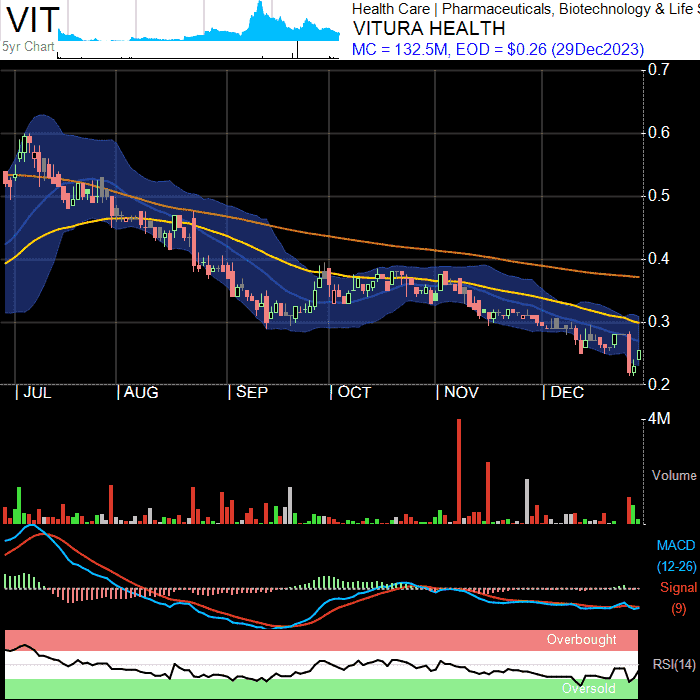 VIT
5yr Chart
Health Care | Pharmaceuticals, Biotechnology & Life
VITURA HEALTH
MC = 132.5M, EOD = $0.26 (29Dec2023)
0.7
0.6
0.5
0.4
0.3
0.2
| JUL | AUG | SEP | OCT | NOV | DEC
4M
Volume
MACD
(12-26)
Signal
(9)
Overbought
RSI(14)
Oversold